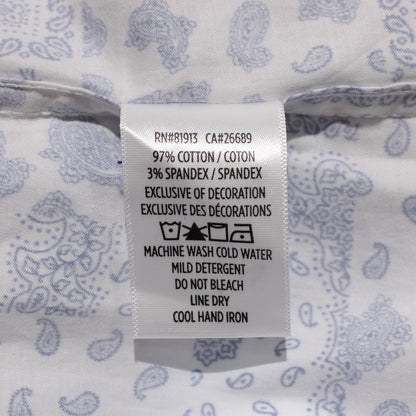 RN#81913 CA#26689
97% COTTON / COTON
3% SPANDEX / SPANDEX
EXCLUSIVE OF DECORATION
EXCLUSIVE DES DÉCORATIONS
MACHINE WASH COLD WATER
MILD DETERGENT
DO NOT BLEACH
LINE DRY
COOL HAND IRON